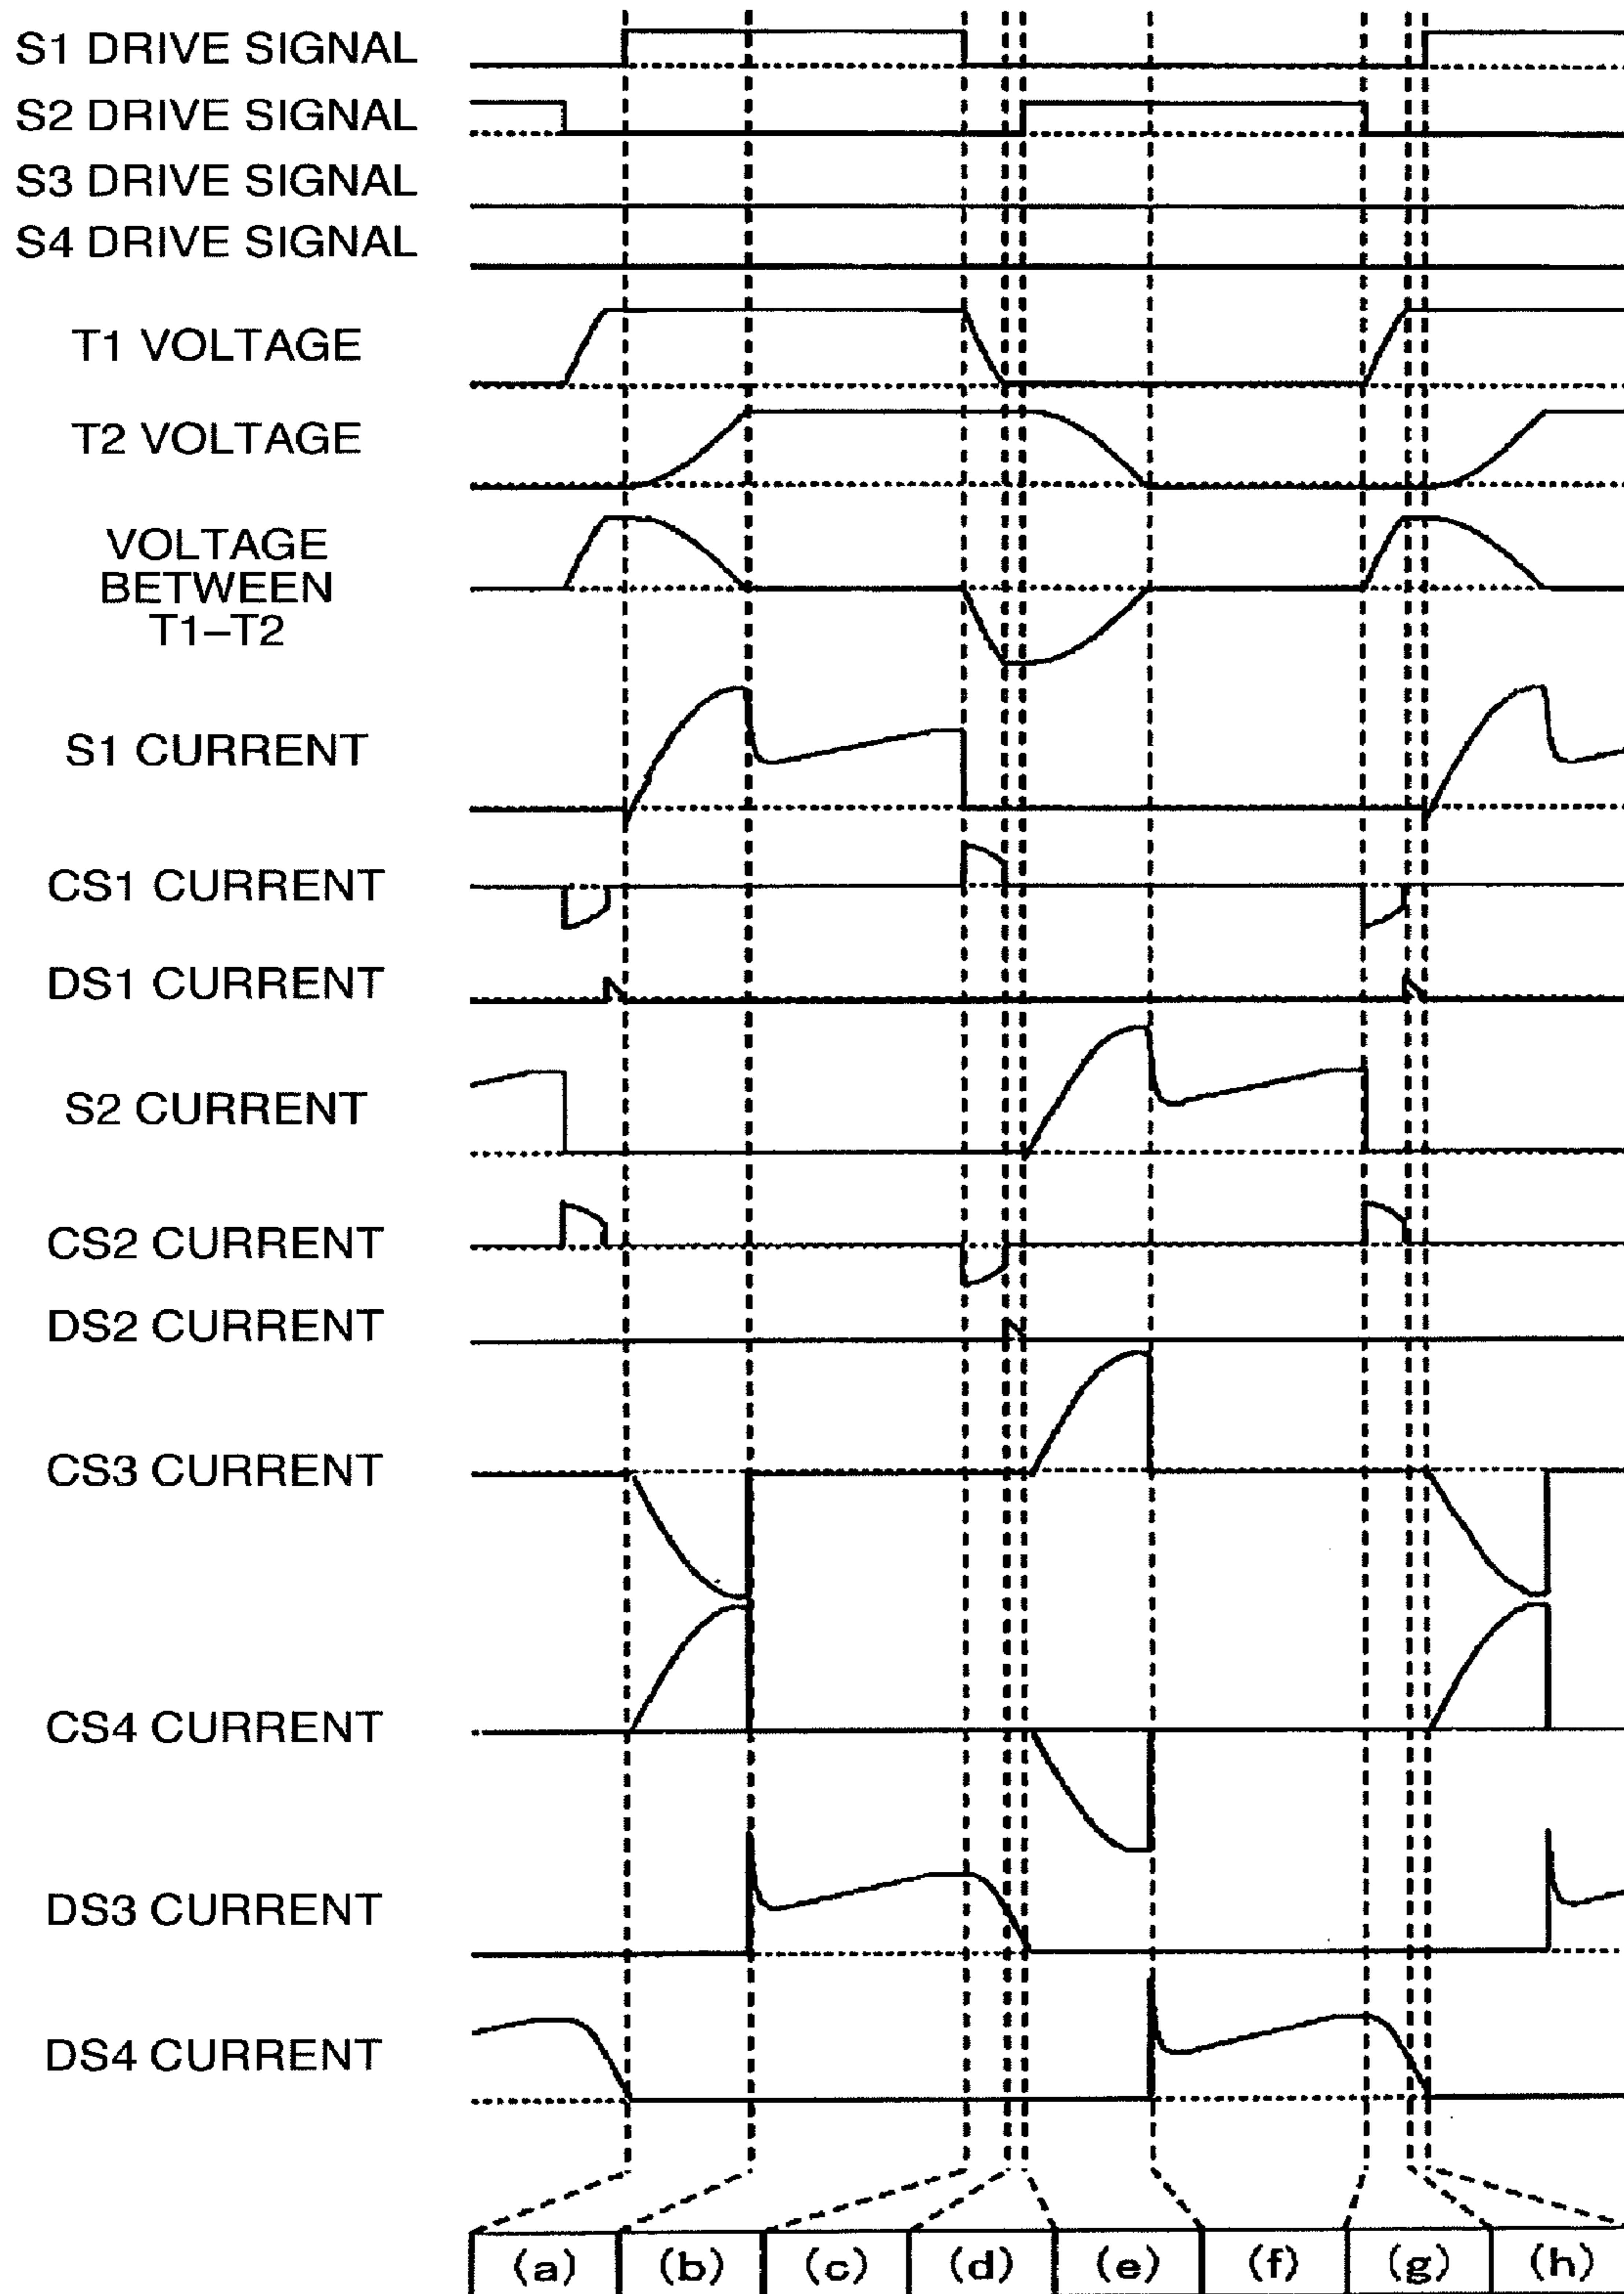 S1 DRIVE SIGNAL
S2 DRIVE SIGNAL
S3 DRIVE SIGNAL
S4 DRIVE SIGNAL
T1 VOLTAGE
T2 VOLTAGE
VOLTAGE
BETWEEN
T1–T2
S1 CURRENT
CS1 CURRENT
DS1 CURRENT
S2 CURRENT
CS2 CURRENT
DS2 CURRENT
CS3 CURRENT
CS4 CURRENT
DS3 CURRENT
DS4 CURRENT
(a) (b) (c) (d) (e) (f) (g) (h)